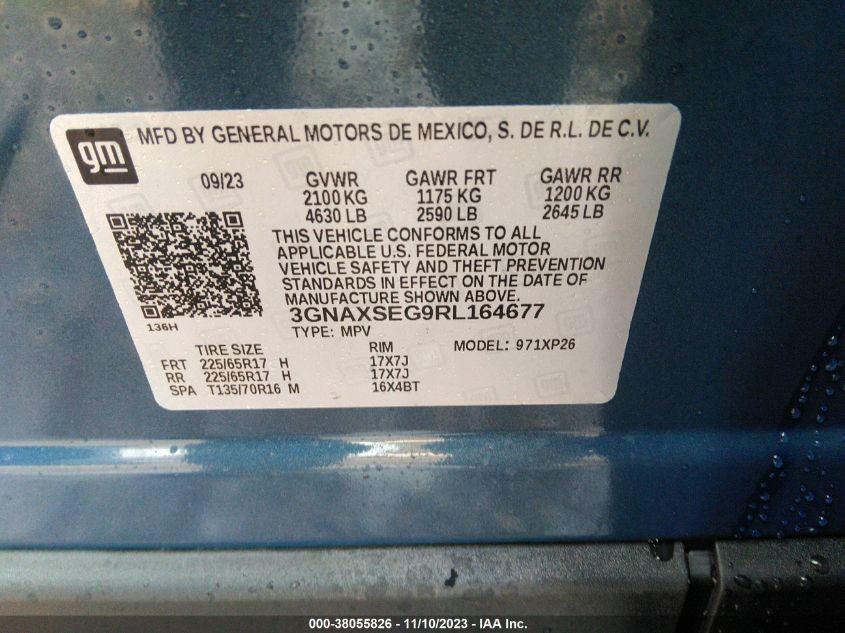 gm
MFD BY GENERAL MOTORS DE MEXICO, S. DE R.L. DE C.V.
09/23 GVWR GAWR FRT GAWR RR
2100 KG 1175 KG 1200 KG
4630 LB 2590 LB 2645 LB
THIS VEHICLE CONFORMS TO ALL
APPLICABLE U.S. FEDERAL MOTOR
VEHICLE SAFETY AND THEFT PREVENTION
STANDARDS IN EFFECT ON THE DATE OF
MANUFACTURE SHOWN ABOVE.
136H
3GNAXSEG9RL164677
TYPE: MPV MODEL: 971XP26
TIRE SIZE RIM
FRT 225/65R17 H 17X7J
RR 225/65R17 H 17X7J
SPA T135/70R16 M 16X4BT
000-38055826 - 11/10/2023 - IAA Inc.